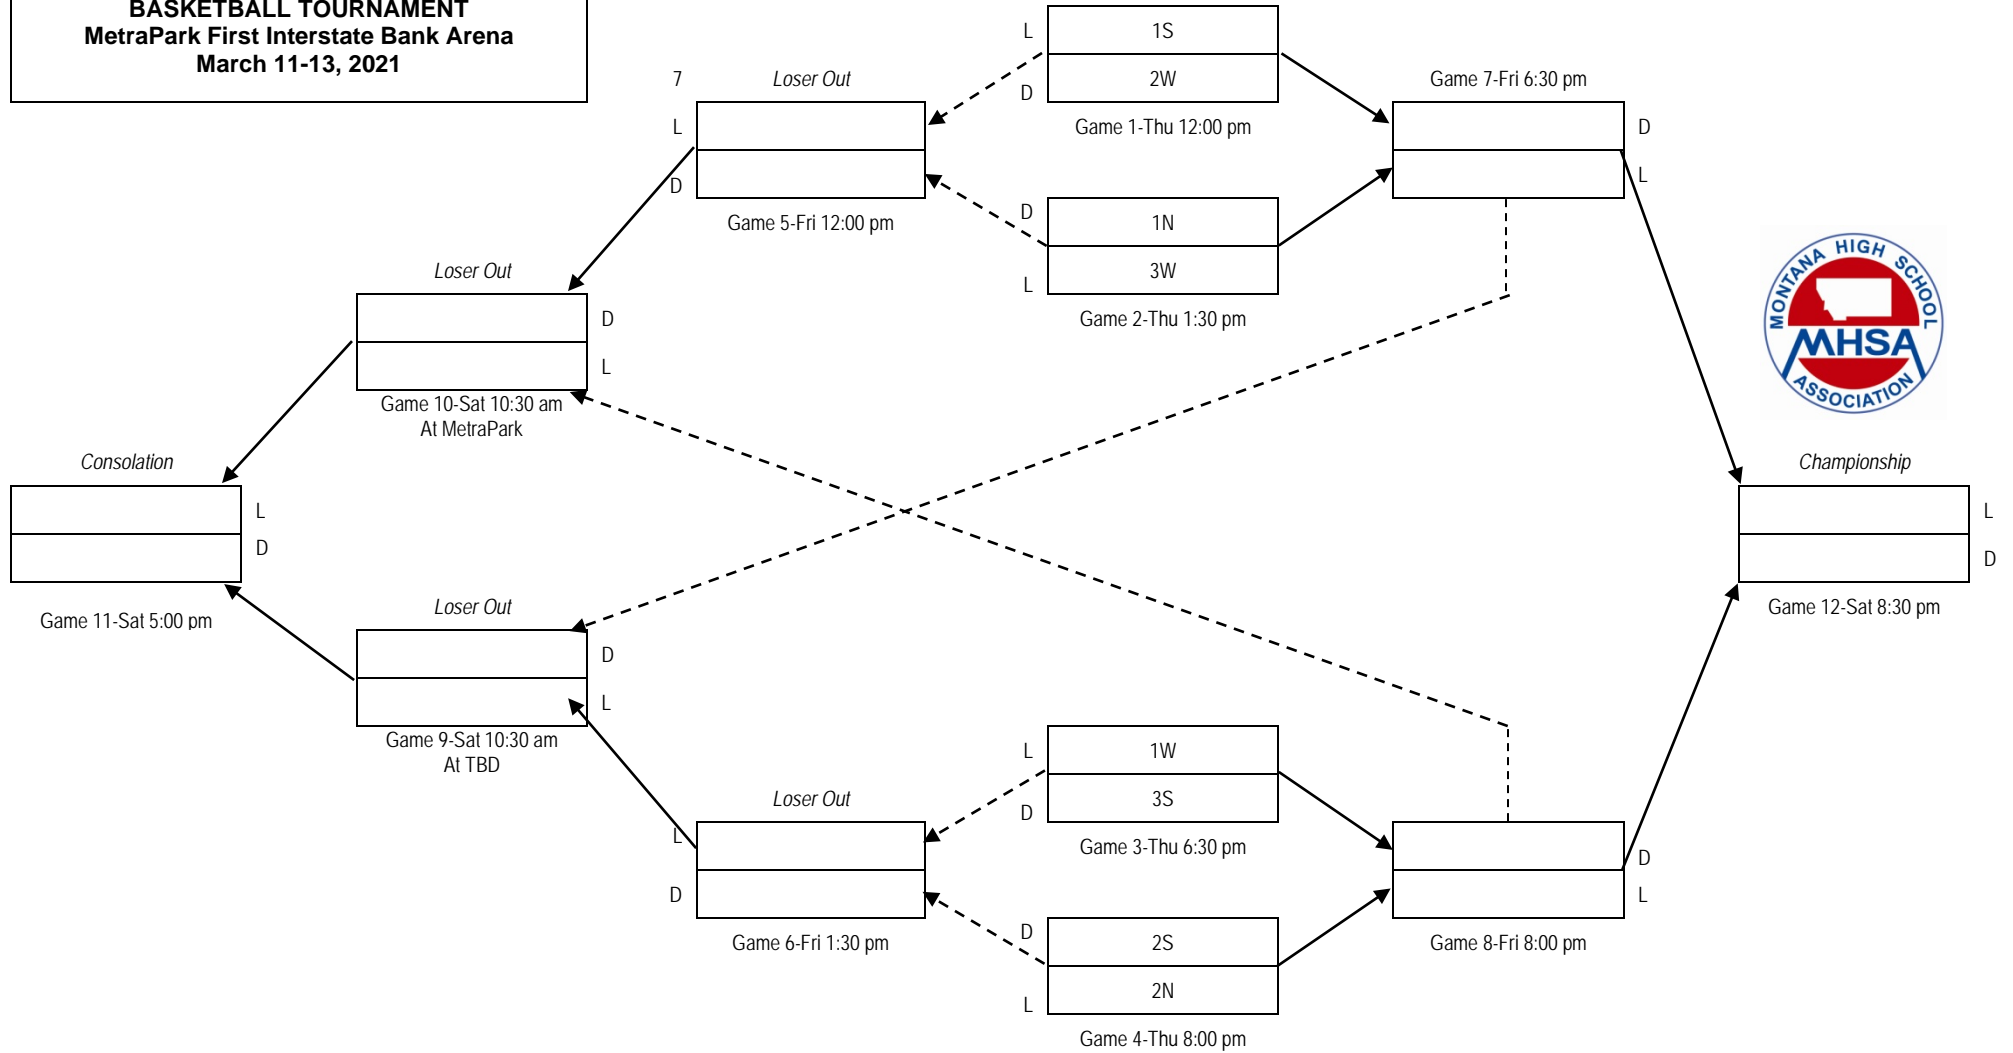 BASKETBALL TOURNAMENT
MetraPark First Interstate Bank Arena
March 11-13, 2021
L
1S
7
Loser Out
D
2W
Game 7-Fri 6:30 pm
L
Game 1-Thu 12:00 pm
D
D
L
D
1N
Game 5-Fri 12:00 pm
L
3W
Loser Out
D
Game 2-Thu 1:30 pm
L
MONTANA HIGH SCHOOL
MHSA
ASSOCIATION
Game 10-Sat 10:30 am
At MetraPark
Consolation
Championship
L
L
D
D
Game 11-Sat 5:00 pm
Loser Out
Game 12-Sat 8:30 pm
D
L
Game 9-Sat 10:30 am
At TBD
L
1W
Loser Out
D
3S
L
Game 3-Thu 6:30 pm
D
D
L
D
2S
Game 6-Fri 1:30 pm
Game 8-Fri 8:00 pm
L
2N
Game 4-Thu 8:00 pm